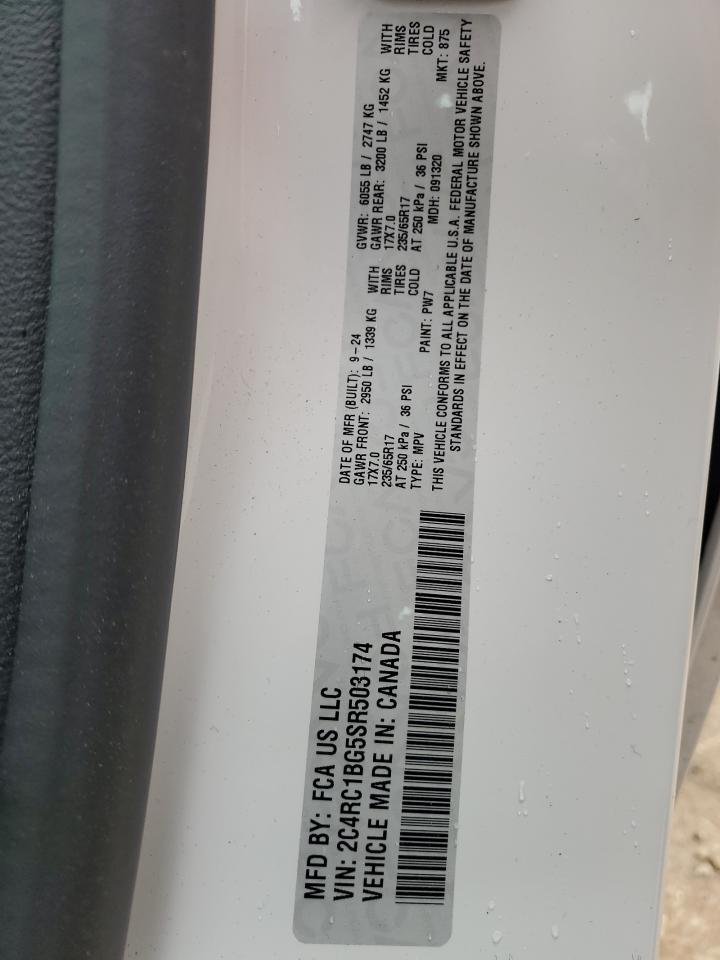 MFD BY: FCA US LLC
VIN: 2C4RC1BG5SR503174
VEHICLE MADE IN: CANADA
DATE OF MFR (BUILT): 9-24
GAWR FRONT: 2950 LB / 1339 KG WITH
17X7.0 RIMS
235/65R17 TIRES
AT 250 kPa / 36 PSI COLD
TYPE: MPV PAINT: PW7
GVWR: 6055 LB / 2747 KG
GAWR REAR: 3200 LB / 1452 KG WITH
17X7.0 RIMS
235/65R17 TIRES
AT 250 kPa / 36 PSI COLD
MDH: 091320 MKT: 875
THIS VEHICLE CONFORMS TO ALL APPLICABLE U.S.A. FEDERAL MOTOR VEHICLE SAFETY
STANDARDS IN EFFECT ON THE DATE OF MANUFACTURE SHOWN ABOVE.